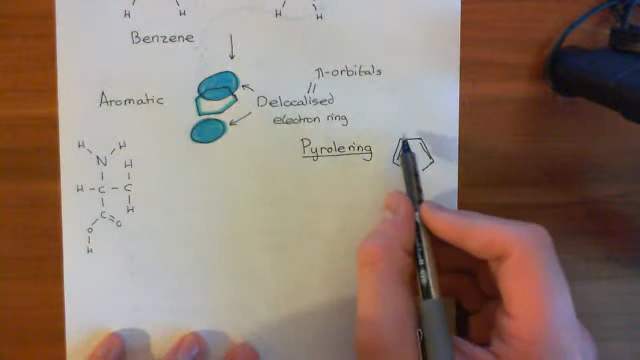 H H H H
Benzene
π-orbitals
Aromatic
Delocalised
electron ring
Pyrolering
H H
N H
H - C - C
C H
O O
H